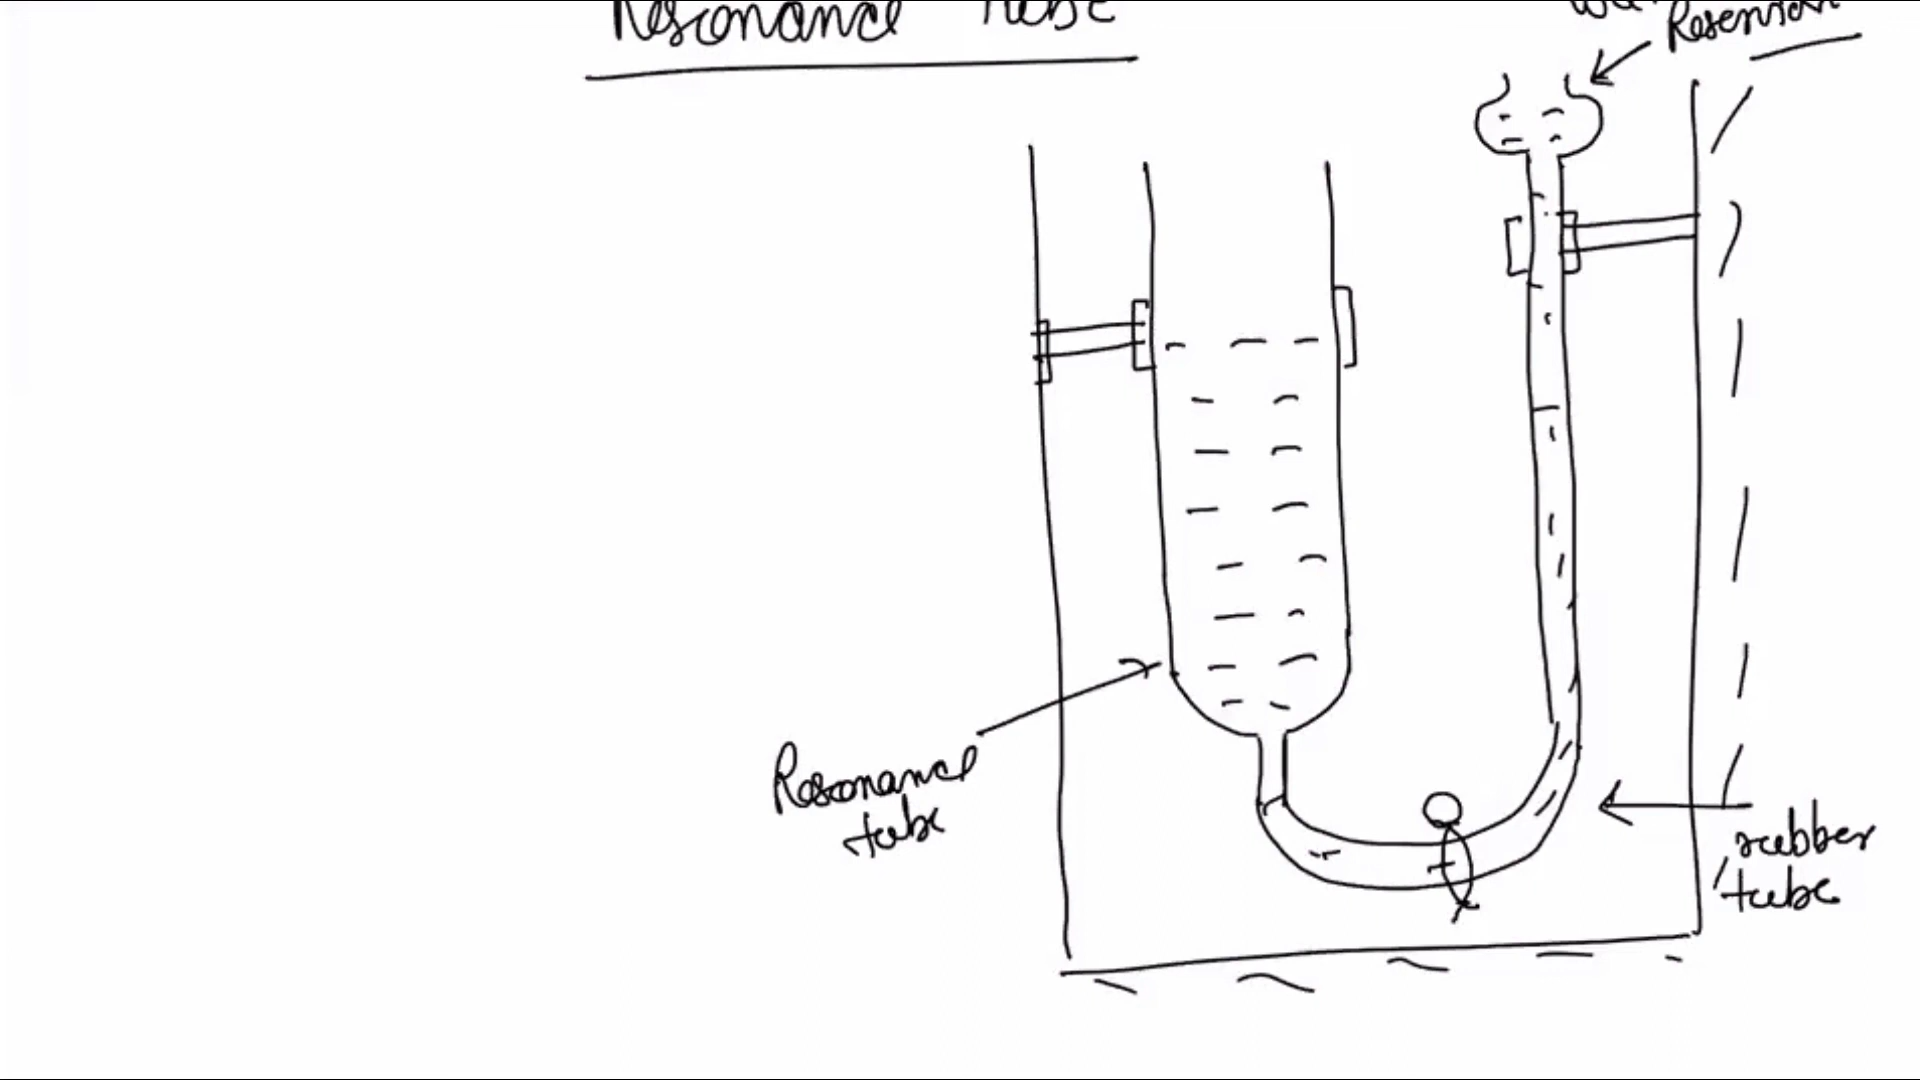 Resonance tube
Reservoir
Resonance
tube
rubber
tube